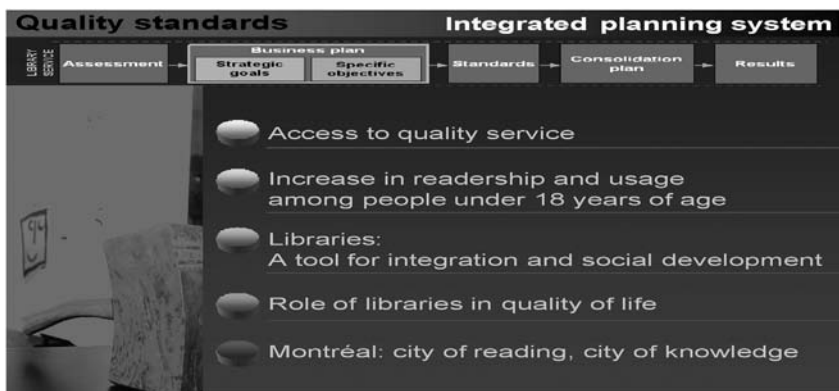 Quality standards
Integrated planning system
LIBRARY
SERVICE
Assessment
Business plan
Strategic
goals
Specific
objectives
Standards
Consolidation
plan
Results
Access to quality service
Increase in readership and usage
among people under 18 years of age
Libraries:
A tool for integration and social development
Role of libraries in quality of life
Montréal: city of reading, city of knowledge